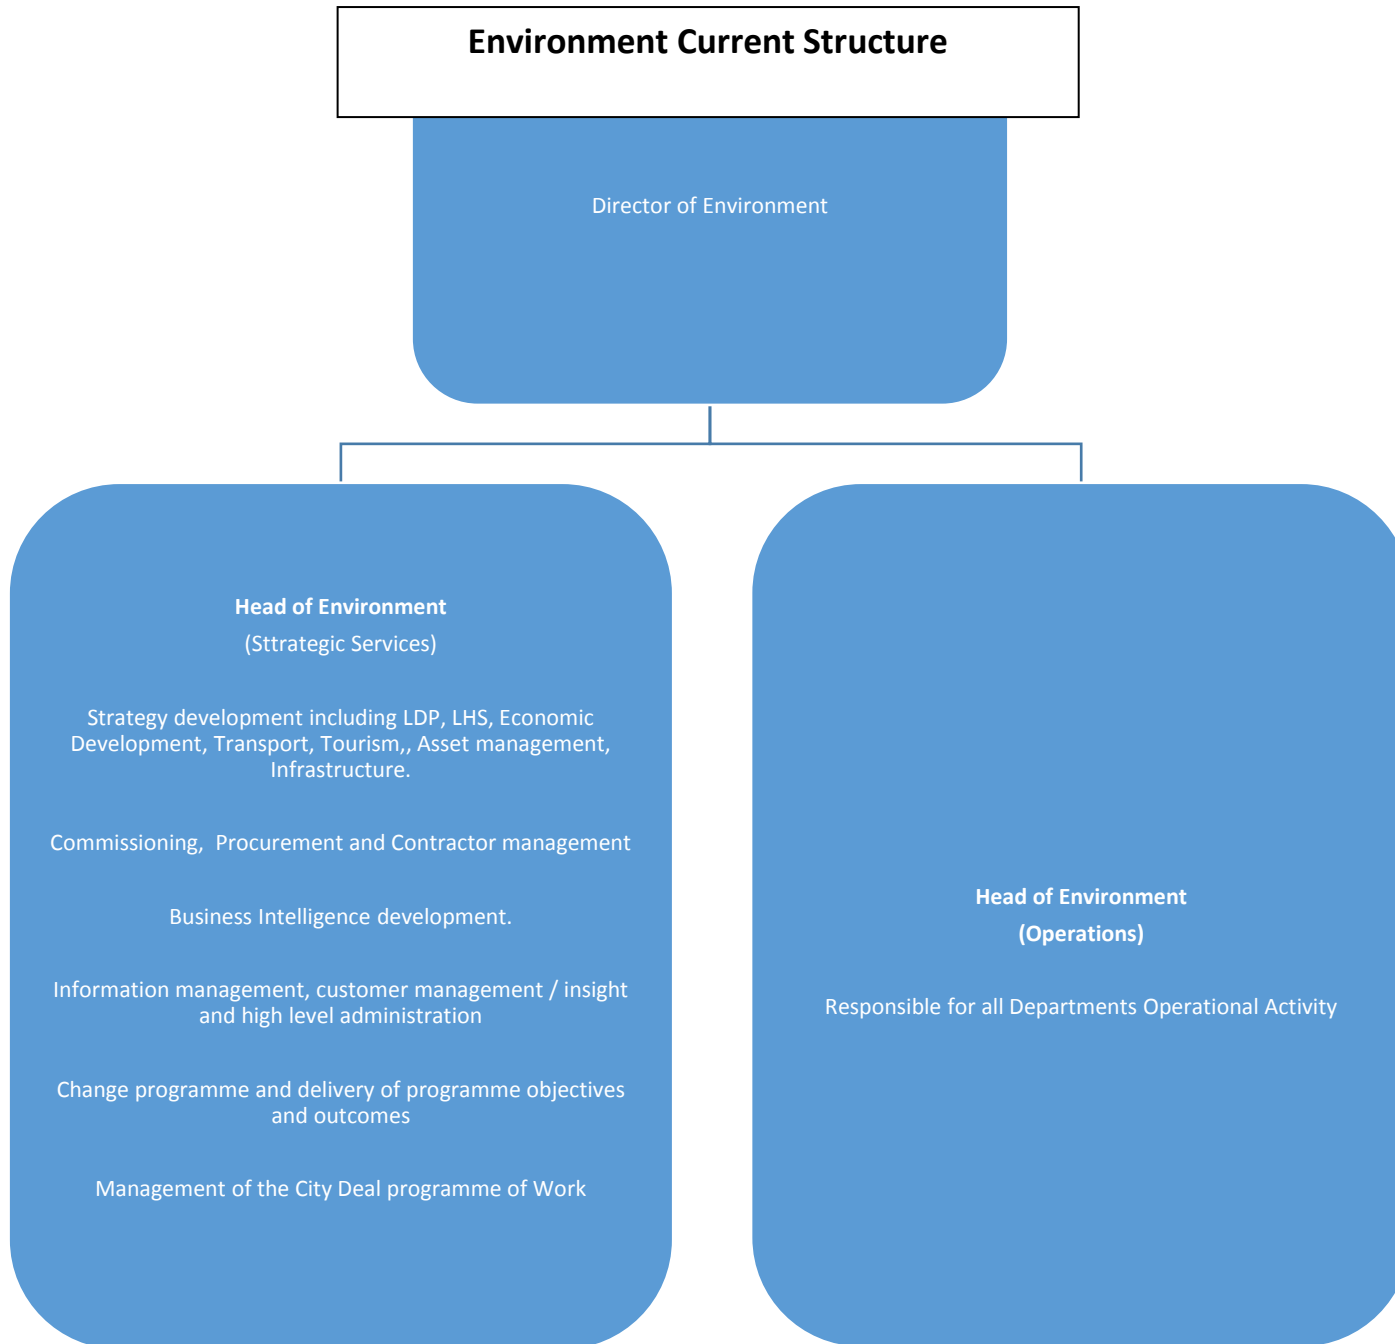 Environment Current Structure
Director of Environment
Head of Environment
(Sttrategic Services)
Strategy development including LDP, LHS, Economic
Development, Transport, Tourism,, Asset management,
Infrastructure.
Commissioning,  Procurement and Contractor management
Business Intelligence development.
Information management, customer management / insight
and high level administration
Change programme and delivery of programme objectives
and outcomes
Management of the City Deal programme of Work
Head of Environment
(Operations)
Responsible for all Departments Operational Activity